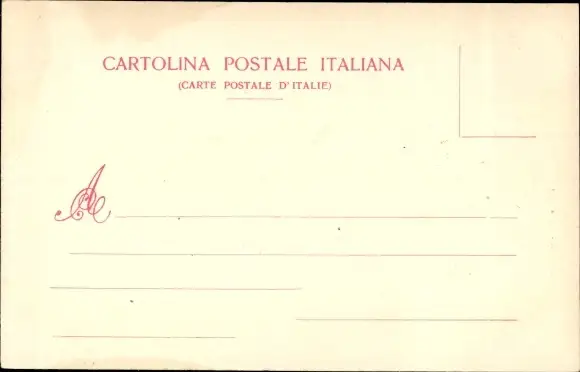 CARTOLINA POSTALE ITALIANA
(CARTE POSTALE D'ITALIE)
A